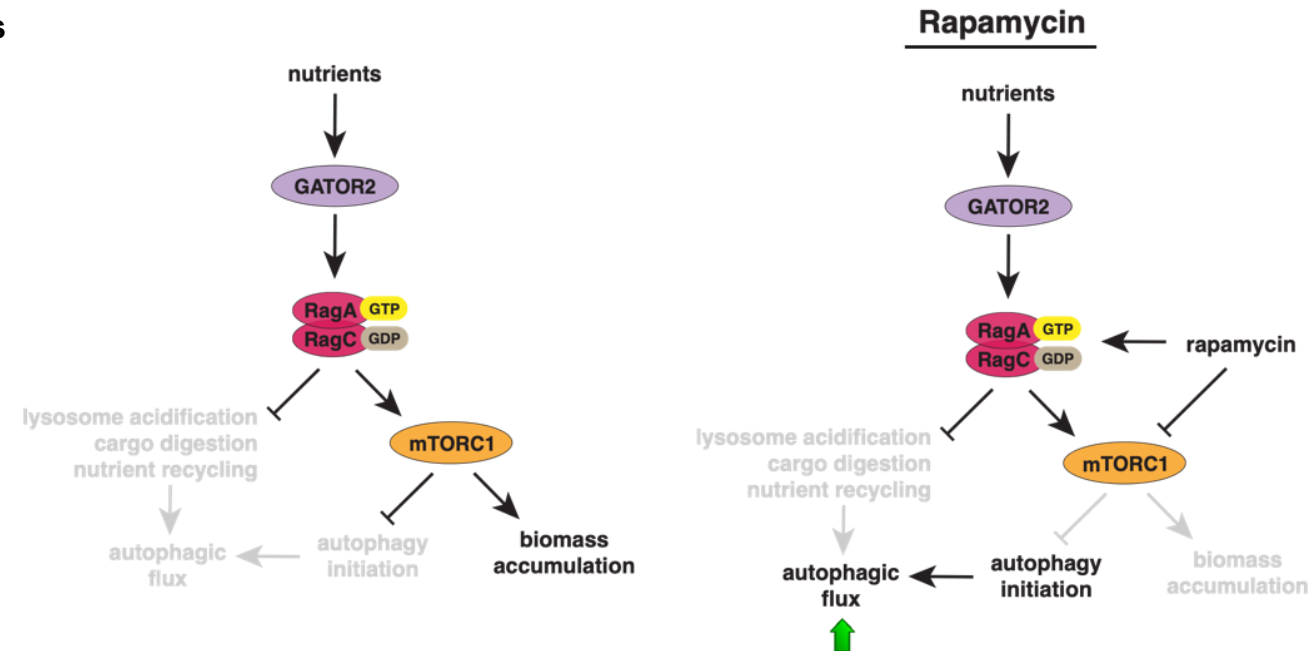 s
nutrients
GATOR2
RagA GTP
RagC GDP
lysosome acidification
cargo digestion
nutrient recycling
mTORC1
autophagic
flux
autophagy
initiation
biomass
accumulation
Rapamycin
nutrients
GATOR2
RagA GTP
RagC GDP
rapamycin
lysosome acidification
cargo digestion
nutrient recycling
mTORC1
autophagic
flux
autophagy
initiation
biomass
accumulation